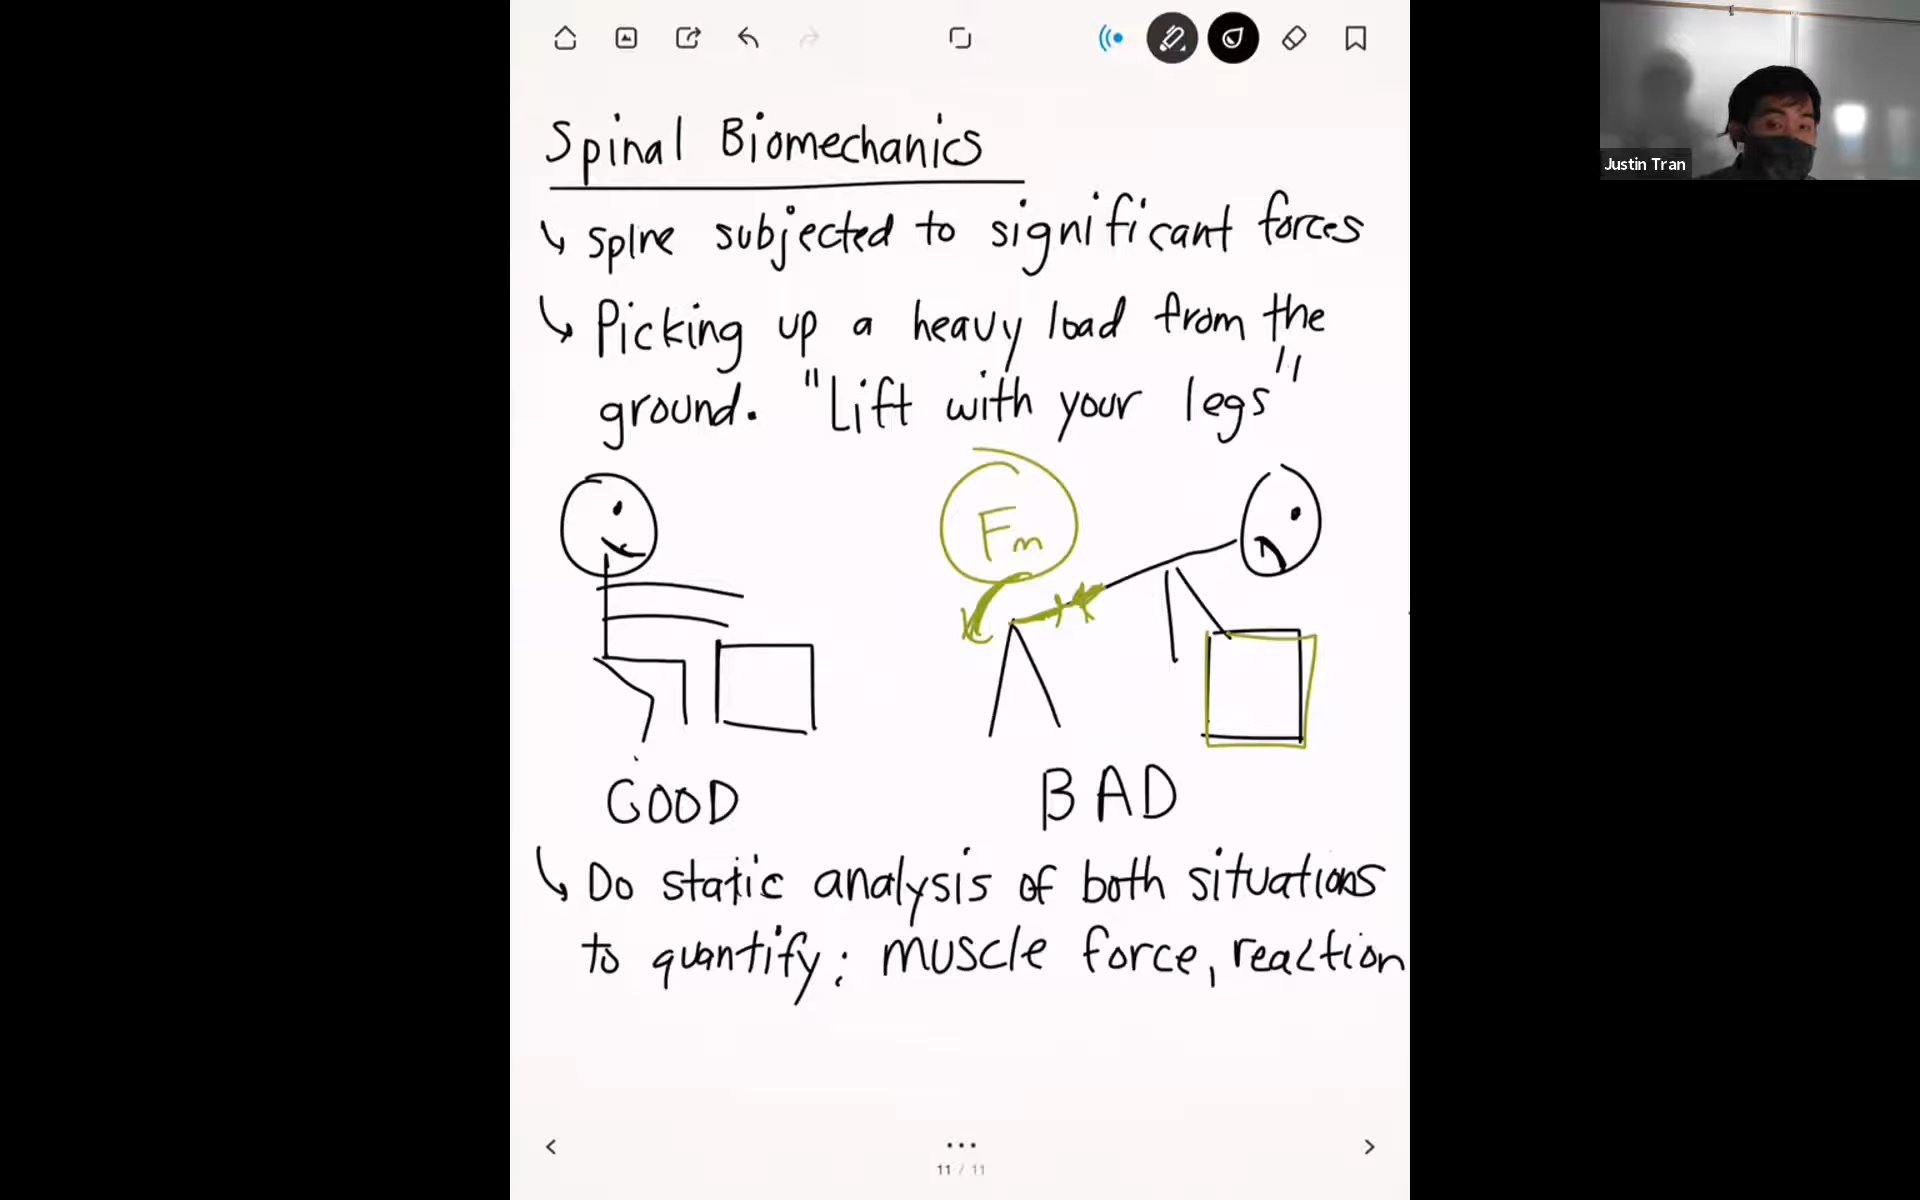 Spinal Biomechanics
Spine subjected to significant forces
Picking up a heavy load from the
ground. "Lift with your legs"
Fm
GOOD
BAD
Do static analysis of both situations
to quantify: muscle force, reaction
11 / 11
Justin Tran